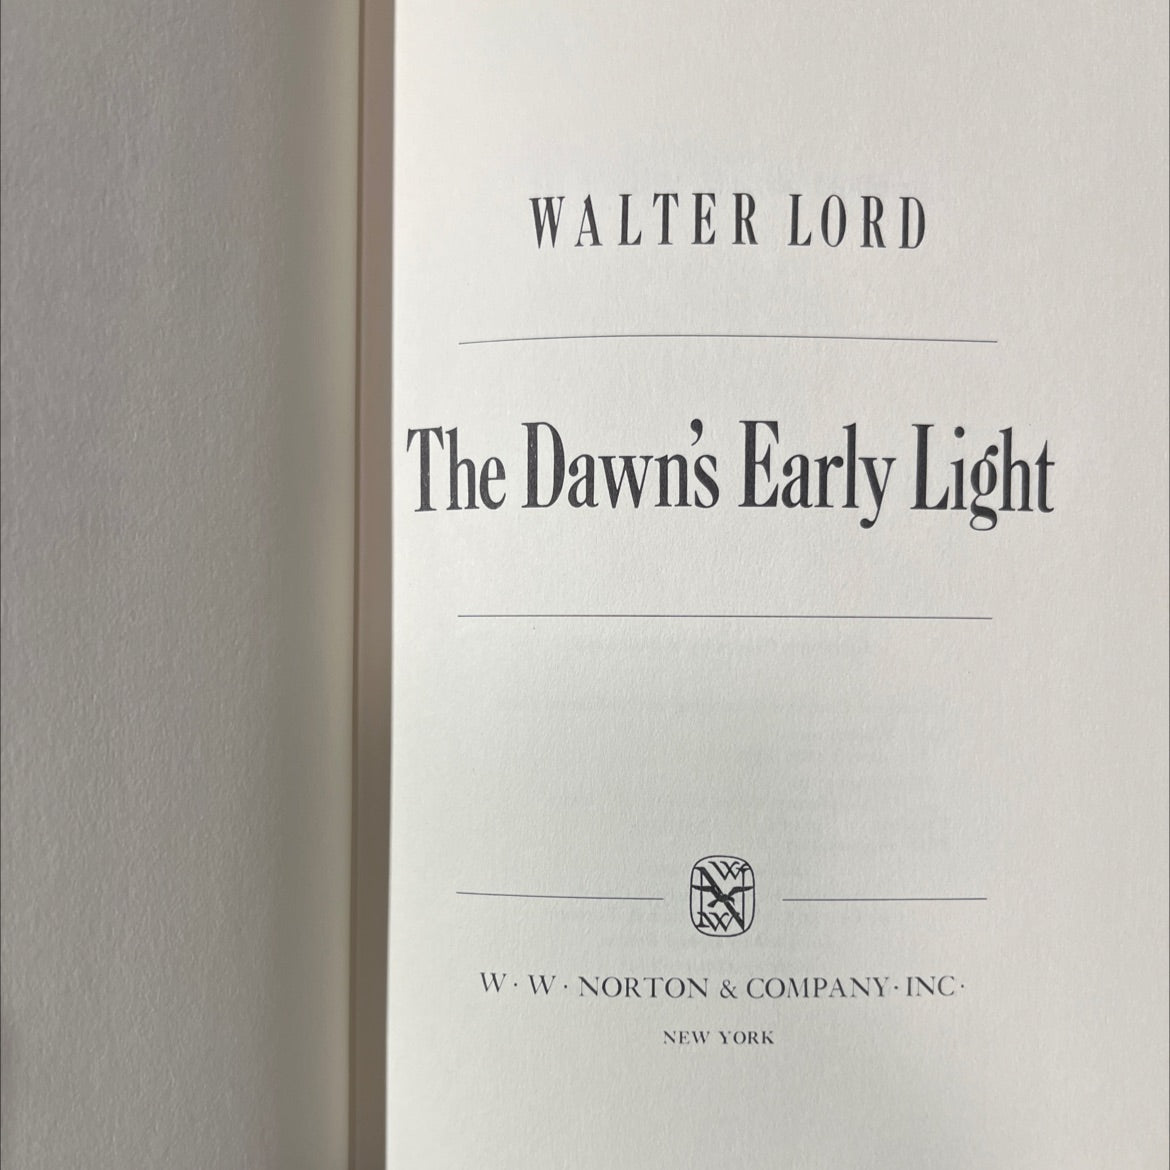 WALTER LORD
The Dawn's Early Light
W · W · NORTON & COMPANY · INC ·
NEW YORK